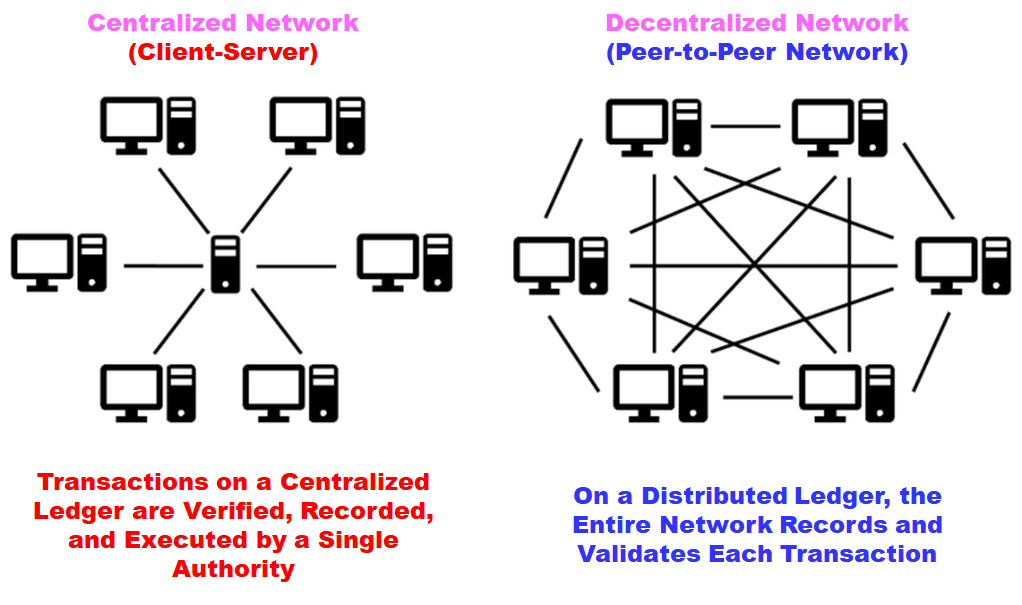 Centralized Network
(Client-Server)
Decentralized Network
(Peer-to-Peer Network)
Transactions on a Centralized
Ledger are Verified, Recorded,
and Executed by a Single
Authority
On a Distributed Ledger, the
Entire Network Records and
Validates Each Transaction